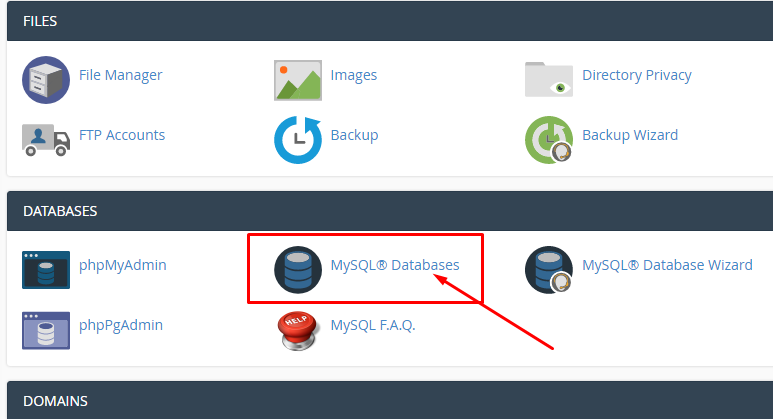 FILES
File Manager
Images
Directory Privacy
FTP Accounts
Backup
Backup Wizard
DATABASES
phpMyAdmin
MySQL® Databases
MySQL® Database Wizard
phpPgAdmin
HELP
MySQL F.A.Q.
DOMAINS